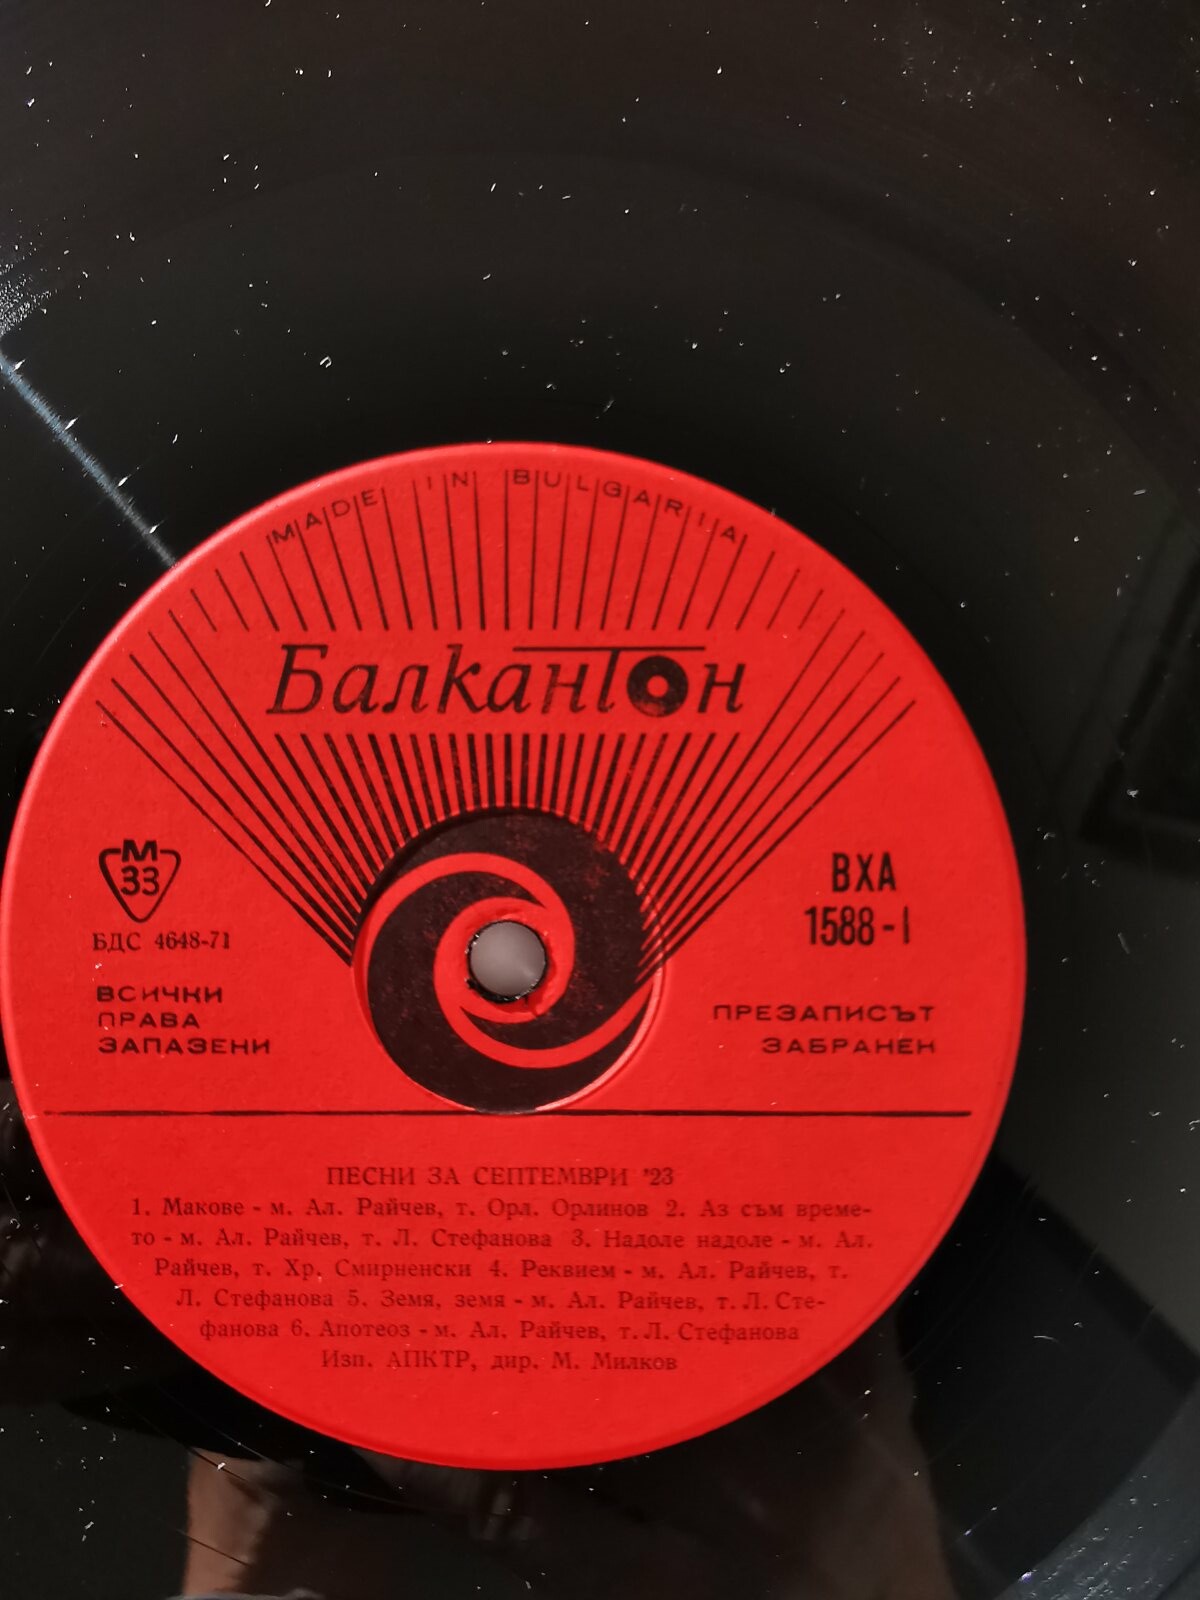 MADE IN BULGARIA
Балкантон
М
33
БДС 4648-71
ВСИЧКИ
ПРАВА
ЗАПАЗЕНИ
ВХА
1588-I
ПРЕЗАПИСЪТ
ЗАБРАНЕН
ПЕСНИ ЗА СЕПТЕМВРИ '23
1. Макове - м. Ал. Райчев, т. Орл. Орлинов 2. Аз съм време-
то - м. Ал. Райчев, т. Л. Стефанова 3. Надоле надоле - м. Ал.
Райчев, т. Хр. Смирненски 4. Реквием - м. Ал. Райчев, т.
Л. Стефанова 5. Земя, земя - м. Ал. Райчев, т. Л. Сте-
фанова 6. Апотеоз - м. Ал. Райчев, т. Л. Стефанова
Изп. АПКТР, дир. М. Милков